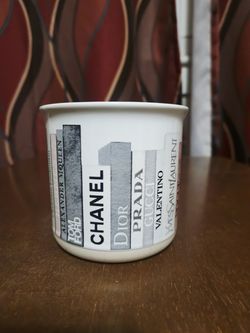 ALEXANDER MCQUEEN
TOM
FORD
CHANEL
DIOR
PRADA
GUCCI
VALENTINO
YVES SAINT LAURENT